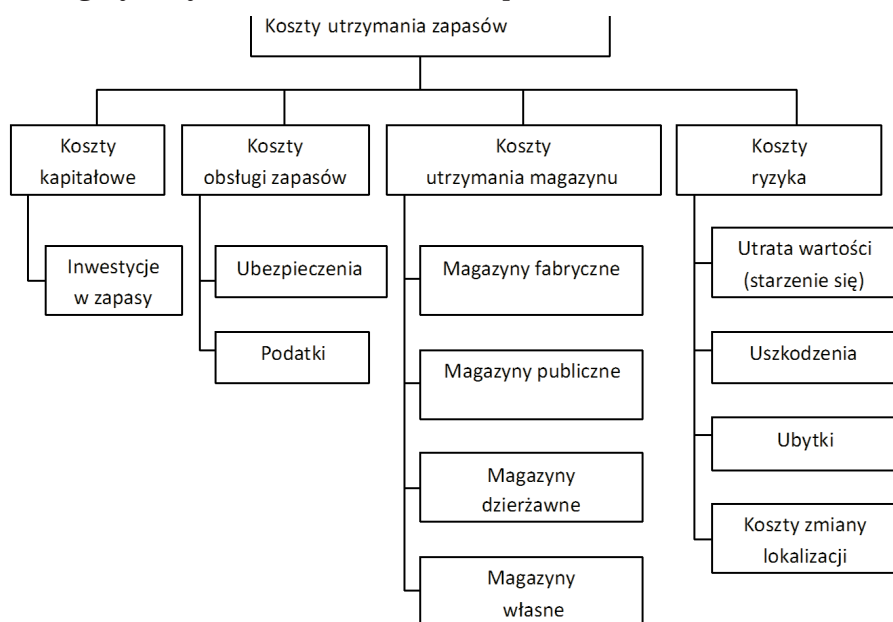 Koszty utrzymania zapasów
Koszty
kapitałowe
Koszty
obsługi zapasów
Koszty
utrzymania magazynu
Koszty
ryzyka
Inwestycje
w zapasy
Ubezpieczenia
Podatki
Magazyny fabryczne
Magazyny publiczne
Magazyny
dzierżawne
Magazyny
własne
Utrata wartości
(starzenie się)
Uszkodzenia
Ubytki
Koszty zmiany
lokalizacji